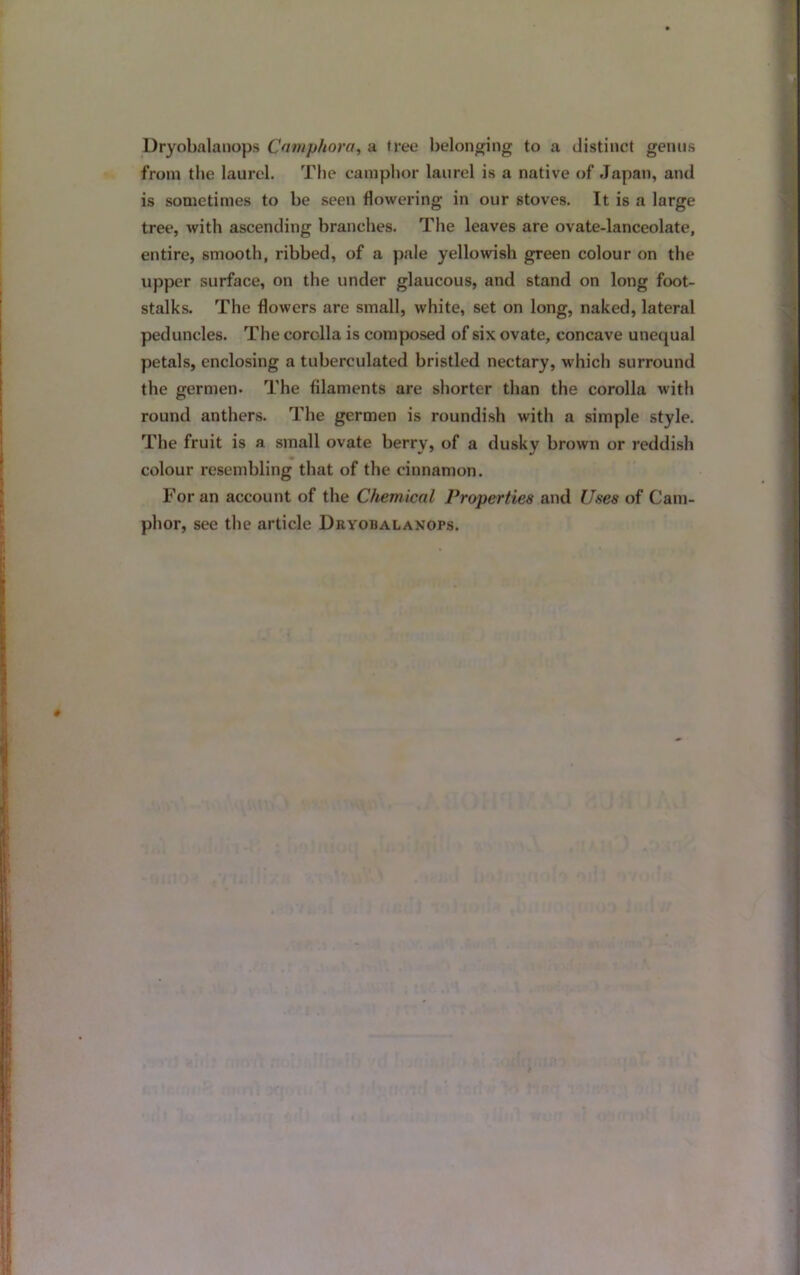 Dryobalanops Camphora, a tree belonging to a distinct genus
from the laurel. The camphor laurel is a native of Japan, and
is sometimes to be seen flowering in our stoves. It is a large
tree, with ascending branches. The leaves are ovate-lanceolate,
entire, smooth, ribbed, of a pale yellowish green colour on the
upper surface, on the under glaucous, and stand on long foot-
stalks. The flowers are small, white, set on long, naked, lateral
peduncles. The corolla is composed of six ovate, concave unequal
petals, enclosing a tuberculated bristled nectary, which surround
the germen. The filaments are shorter than the corolla with
round anthers. The germen is roundish with a simple style.
The fruit is a small ovate berry, of a dusky brown or reddish
colour resembling that of the cinnamon.
For an account of the Chemical Properties and Uses of Cam-
phor, see the article Dryobalanops.